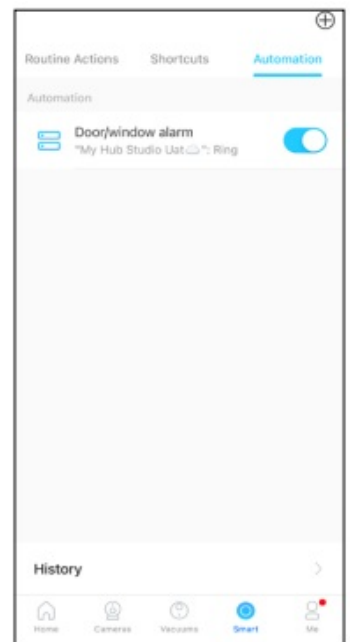 Routine Actions Shortcuts Automation
Automation
Door/window alarm
"My Hub Studio Uat☁️": Ring
History
Home Cameras Vacuums Smart Me